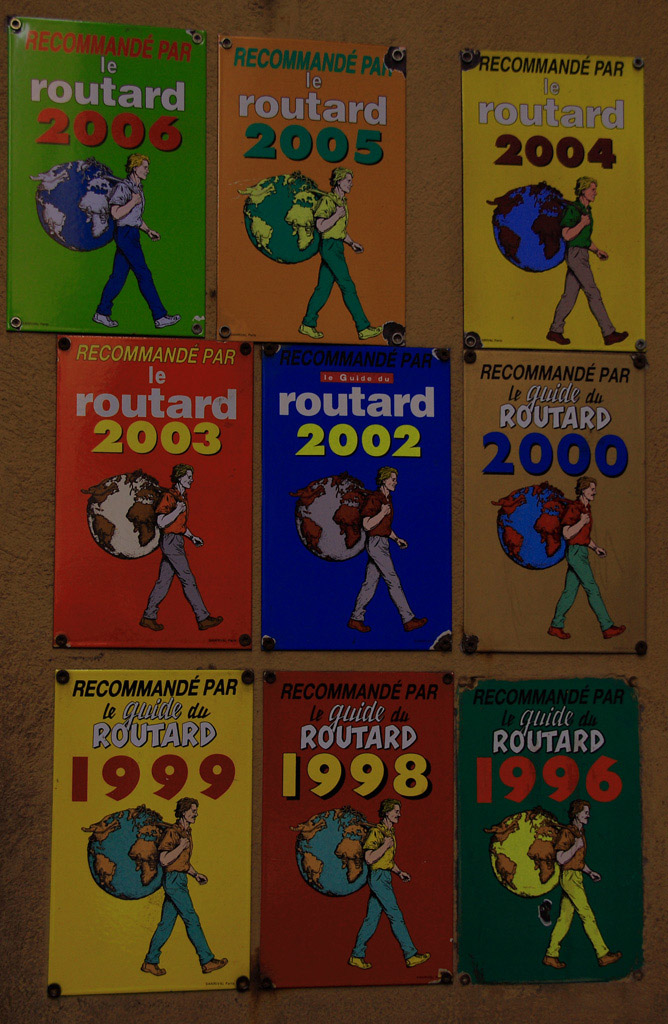 RECOMMANDÉ PAR
le
routard
2006
RECOMMANDÉ PAR
le
routard
2005
RECOMMANDÉ PAR
le
routard
2004
RECOMMANDÉ PAR
le
routard
2003
RECOMMANDÉ PAR
le Guide du
routard
2002
RECOMMANDÉ PAR
le guide du
ROUTARD
2000
RECOMMANDÉ PAR
le guide du
ROUTARD
1999
RECOMMANDÉ PAR
le guide du
ROUTARD
1998
RECOMMANDÉ PAR
le guide du
ROUTARD
1996